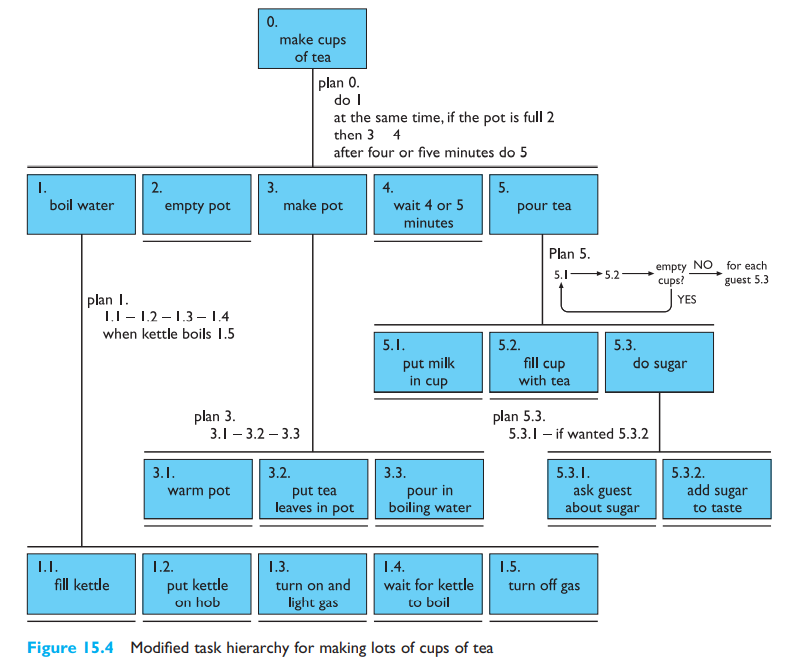 0.
make cups
of tea
plan 0.
do 1
at the same time, if the pot is full 2
then 3 4
after four or five minutes do 5
1.
boil water
2.
empty pot
3.
make pot
4.
wait 4 or 5
minutes
5.
pour tea
Plan 5.
5.1 5.2 empty cups? NO for each guest 5.3
YES
plan 1.
1.1 – 1.2 – 1.3 – 1.4
when kettle boils 1.5
5.1.
put milk
in cup
5.2.
fill cup
with tea
5.3.
do sugar
plan 3.
3.1 – 3.2 – 3.3
plan 5.3.
5.3.1 – if wanted 5.3.2
3.1.
warm pot
3.2.
put tea
leaves in pot
3.3.
pour in
boiling water
5.3.1.
ask guest
about sugar
5.3.2.
add sugar
to taste
1.1.
fill kettle
1.2.
put kettle
on hob
1.3.
turn on and
light gas
1.4.
wait for kettle
to boil
1.5.
turn off gas
Figure 15.4 Modified task hierarchy for making lots of cups of tea